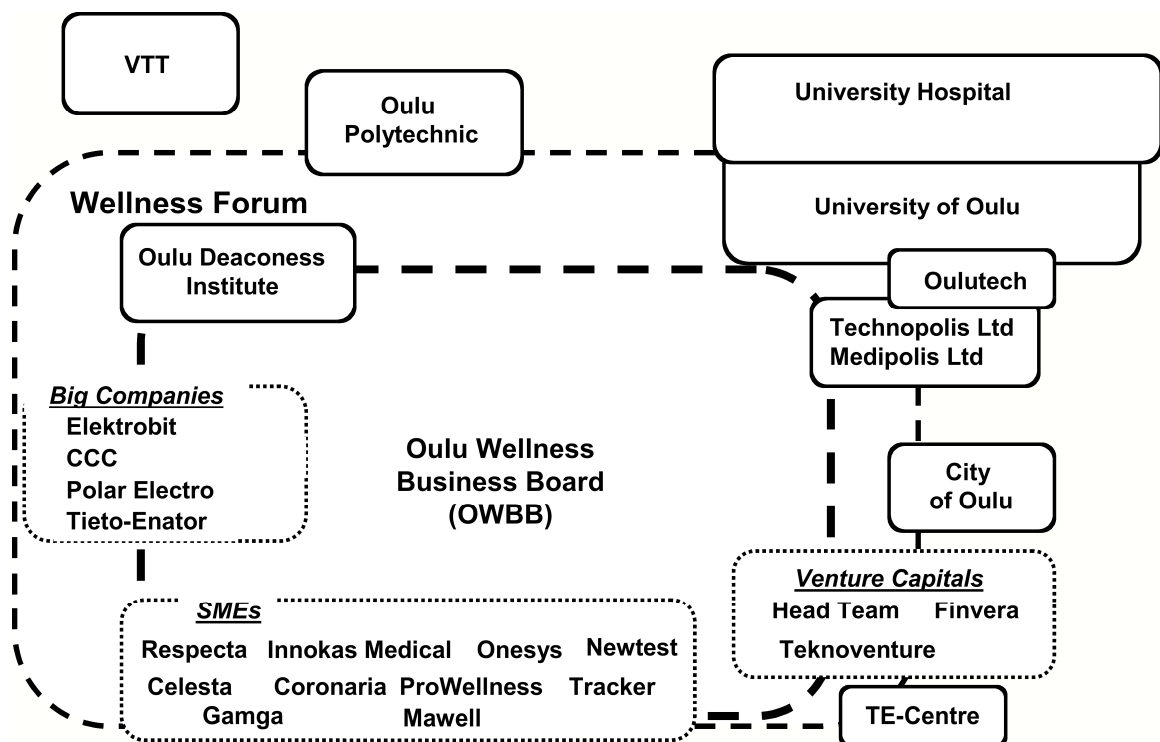 VTT
Oulu
Polytechnic
University Hospital
University of Oulu
Wellness Forum
Oulu Deaconess
Institute
Oulutech
Technopolis Ltd
Medipolis Ltd
Big Companies
Elektrobit
CCC
Polar Electro
Tieto-Enator
Oulu Wellness
Business Board
(OWBB)
City
of Oulu
Venture Capitals
Head Team Finvera
Teknoventure
SMEs
Respecta Innokas Medical Onesys Newtest
Celesta Coronaria ProWellness Tracker
Gamga Mawell
TE-Centre